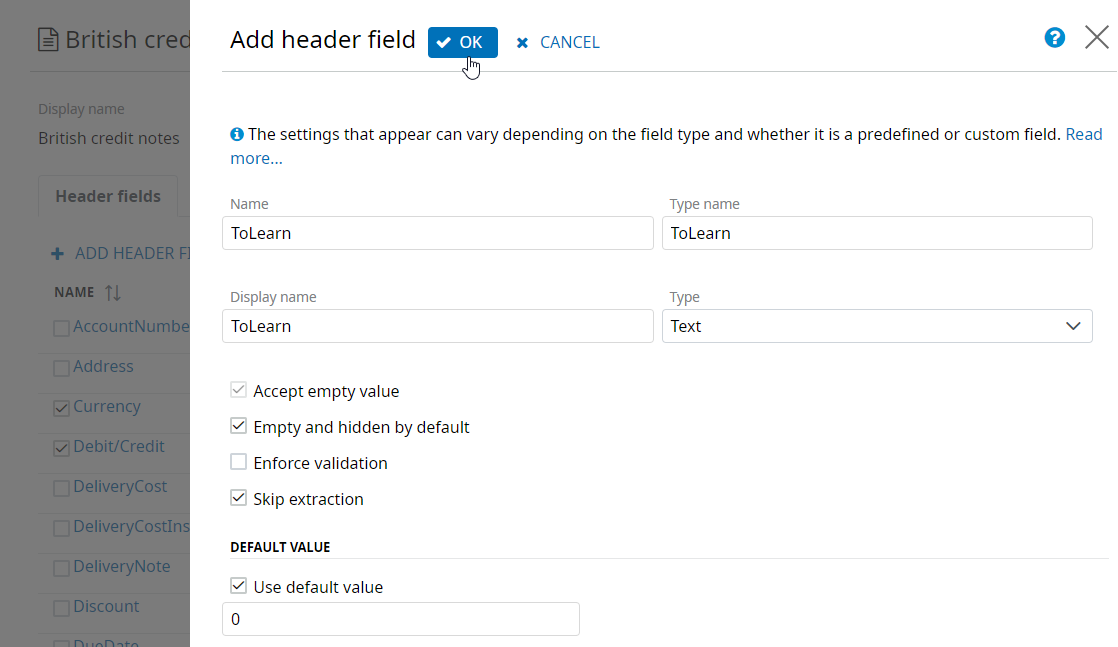 British cred
Display name
British credit notes
Header fields
ADD HEADER FI
NAME
AccountNumbe
Address
Currency
Debit/Credit
DeliveryCost
DeliveryCostIns
DeliveryNote
Discount
DueDate
Add header field
OK
CANCEL
The settings that appear can vary depending on the field type and whether it is a predefined or custom field. Read
more...
Name
Type name
ToLearn
ToLearn
Display name
Type
ToLearn
Text
Accept empty value
Empty and hidden by default
Enforce validation
Skip extraction
DEFAULT VALUE
Use default value
0